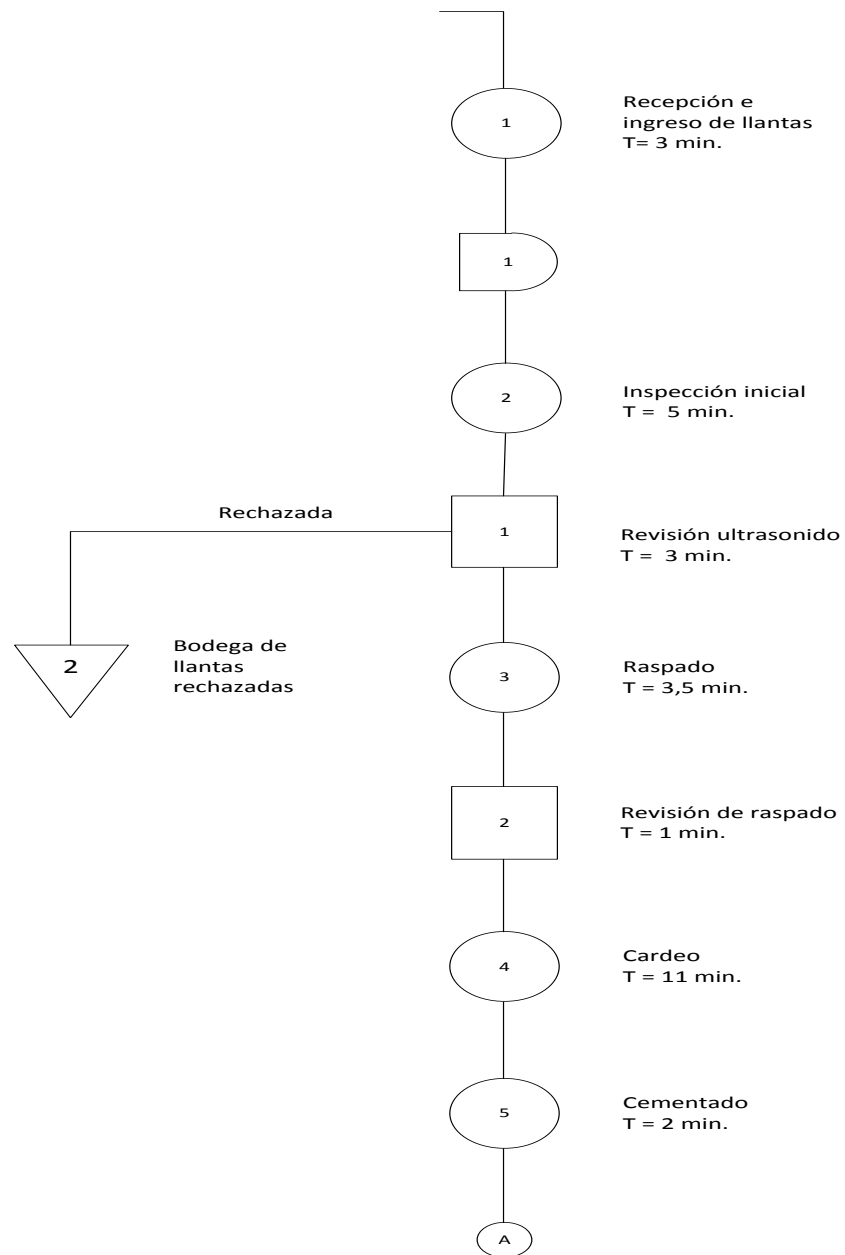 1
Recepción e
ingreso de llantas
T= 3 min.
1
2
Inspección inicial
T =  5 min.
Rechazada
1
Revisión ultrasonido
T =  3 min.
2
Bodega de
llantas
rechazadas
3
Raspado
T = 3,5 min.
2
Revisión de raspado
T = 1 min.
4
Cardeo
T = 11 min.
5
Cementado
T = 2 min.
A